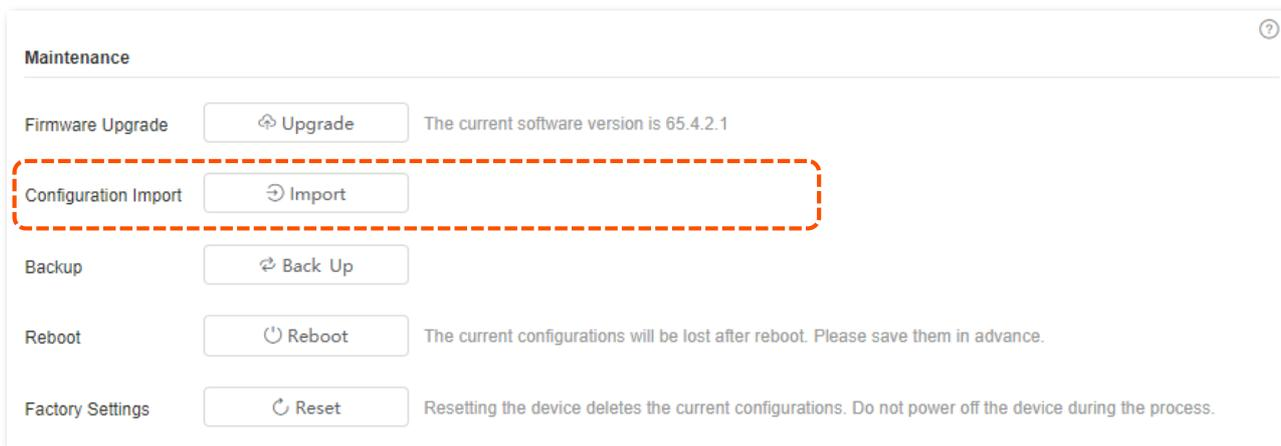 Maintenance
Firmware Upgrade Upgrade The current software version is 65.4.2.1
Configuration Import Import
Backup Back Up
Reboot Reboot The current configurations will be lost after reboot. Please save them in advance.
Factory Settings Reset Resetting the device deletes the current configurations. Do not power off the device during the process.